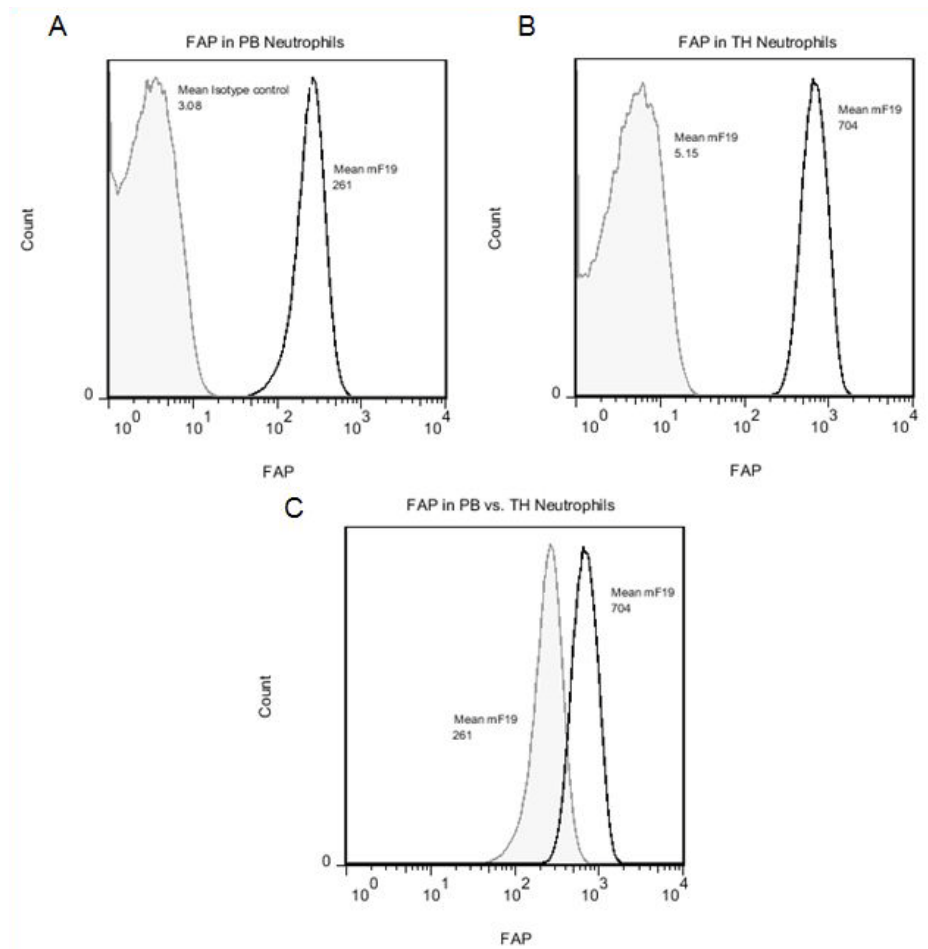 A
FAP in PB Neutrophils
Mean Isotype control
3.08
Mean mF19
261
Count
0
10^0 10^1 10^2 10^3 10^4
FAP
B
FAP in TH Neutrophils
Mean mF19
5.15
Mean mF19
704
Count
0
10^0 10^1 10^2 10^3 10^4
FAP
C
FAP in PB vs. TH Neutrophils
Mean mF19
704
Mean mF19
261
Count
0
10^0 10^1 10^2 10^3 10^4
FAP